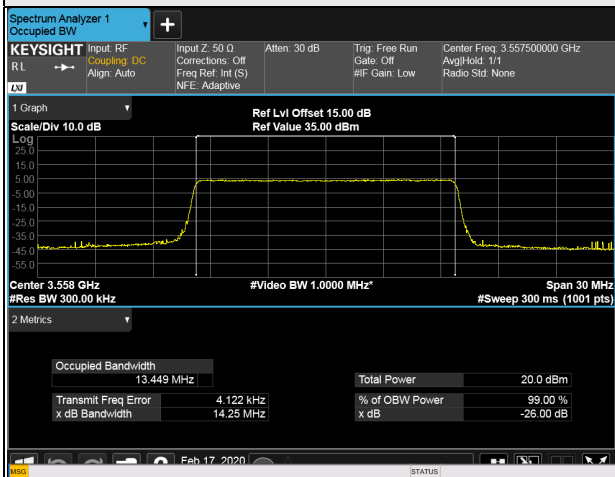 Spectrum Analyzer 1
Occupied BW
KEYSIGHT Input: RF Input Z: 50 Ω Atten: 30 dB Trig: Free Run Center Freq: 3.557500000 GHz
RL Coupling: DC Corrections: Off Gate: Off Avg|Hold: 1/1
Align: Auto Freq Ref: Int (S) #IF Gain: Low Radio Std: None
LXI NFE: Adaptive
1 Graph
Ref Lvl Offset 15.00 dB
Scale/Div 10.0 dB Ref Value 35.00 dBm
Log
25.0
15.0
5.00
-5.00
-15.0
-25.0
-35.0
-45.0
-55.0
Center 3.558 GHz #Video BW 1.0000 MHz* Span 30 MHz
#Res BW 300.00 kHz #Sweep 300 ms (1001 pts)
2 Metrics
Occupied Bandwidth
13.449 MHz Total Power 20.0 dBm
Transmit Freq Error 4.122 kHz % of OBW Power 99.00 %
x dB Bandwidth 14.25 MHz x dB -26.00 dB
Feb 17, 2020
MSG STATUS